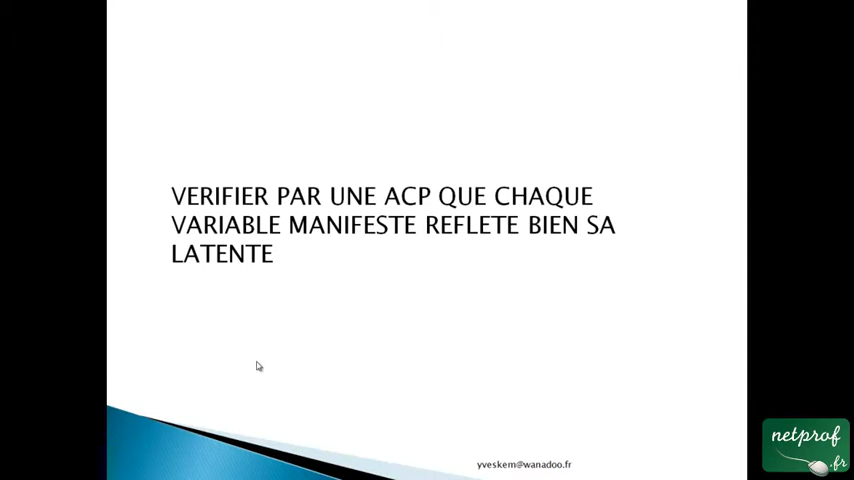 VERIFIER PAR UNE ACP QUE CHAQUE
VARIABLE MANIFESTE REFLETE BIEN SA
LATENTE
yveskem@wanadoo.fr
netprof
.fr